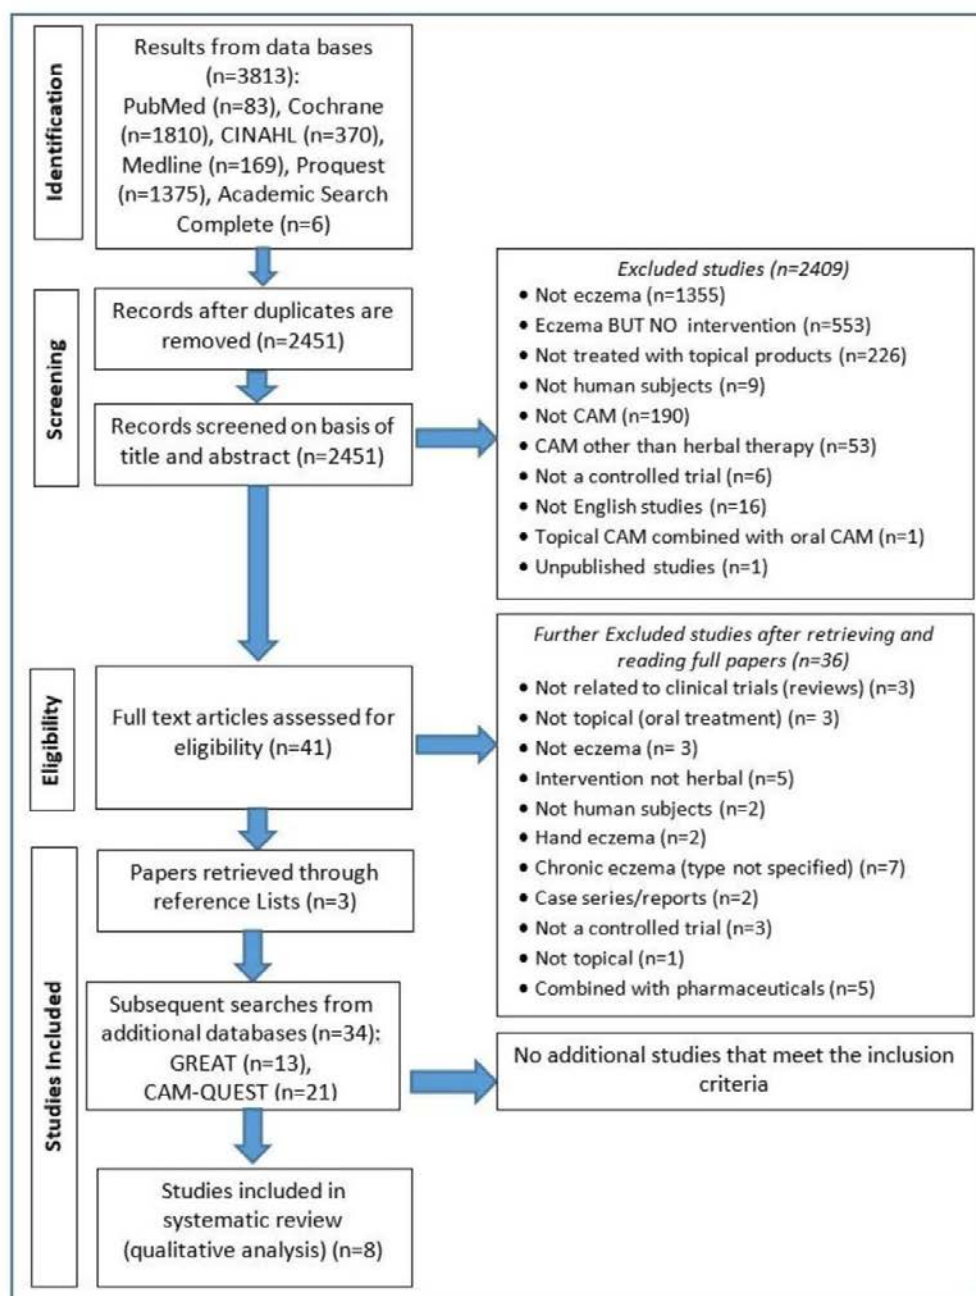 Identification
Results from data bases
(n=3813):
PubMed (n=83), Cochrane
(n=1810), CINAHL (n=370),
Medline (n=169), Proquest
(n=1375), Academic Search
Complete (n=6)
Screening
Records after duplicates are
removed (n=2451)
Records screened on basis of
title and abstract (n=2451)
Excluded studies (n=2409)
• Not eczema (n=1355)
• Eczema BUT NO intervention (n=553)
• Not treated with topical products (n=226)
• Not human subjects (n=9)
• Not CAM (n=190)
• CAM other than herbal therapy (n=53)
• Not a controlled trial (n=6)
• Not English studies (n=16)
• Topical CAM combined with oral CAM (n=1)
• Unpublished studies (n=1)
Eligibility
Full text articles assessed for
eligibility (n=41)
Further Excluded studies after retrieving and
reading full papers (n=36)
• Not related to clinical trials (reviews) (n=3)
• Not topical (oral treatment) (n= 3)
• Not eczema (n= 3)
• Intervention not herbal (n=5)
• Not human subjects (n=2)
• Hand eczema (n=2)
• Chronic eczema (type not specified) (n=7)
• Case series/reports (n=2)
• Not a controlled trial (n=3)
• Not topical (n=1)
• Combined with pharmaceuticals (n=5)
Studies Included
Papers retrieved through
reference Lists (n=3)
Subsequent searches from
additional databases (n=34):
GREAT (n=13),
CAM-QUEST (n=21)
No additional studies that meet the inclusion
criteria
Studies included in
systematic review
(qualitative analysis) (n=8)